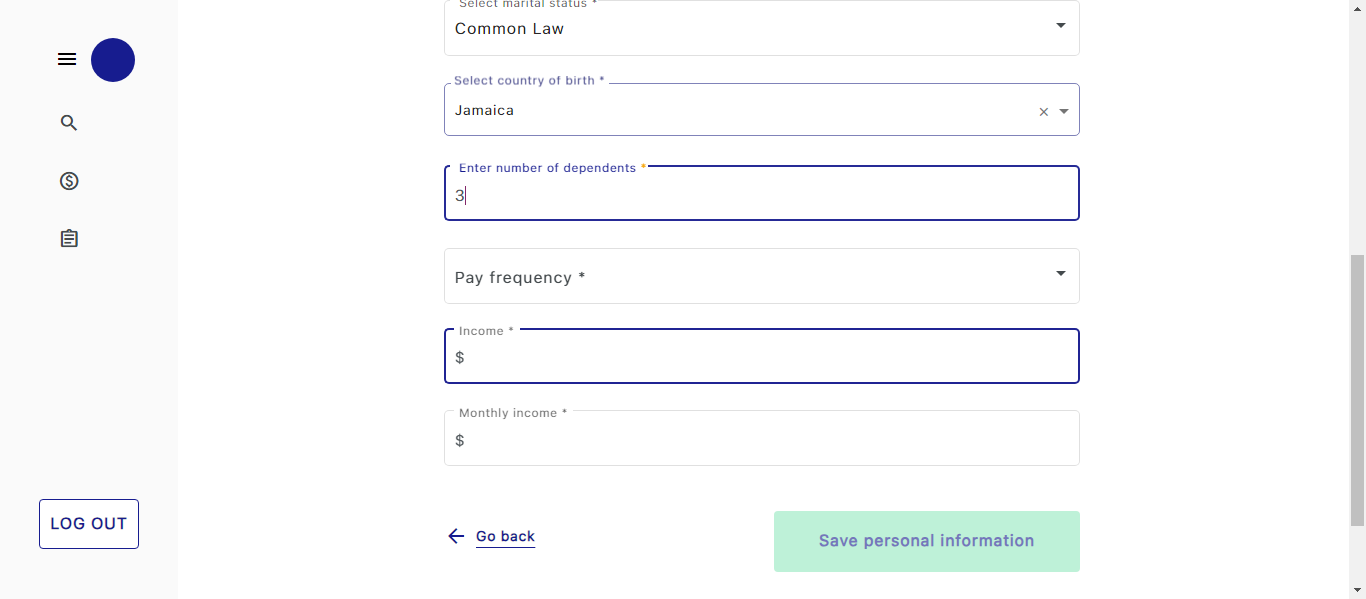 Select marital status *
Common Law
Select country of birth *
Jamaica
Enter number of dependents *
3
Pay frequency *
Income *
$
Monthly income *
$
Go back
Save personal information
LOG OUT